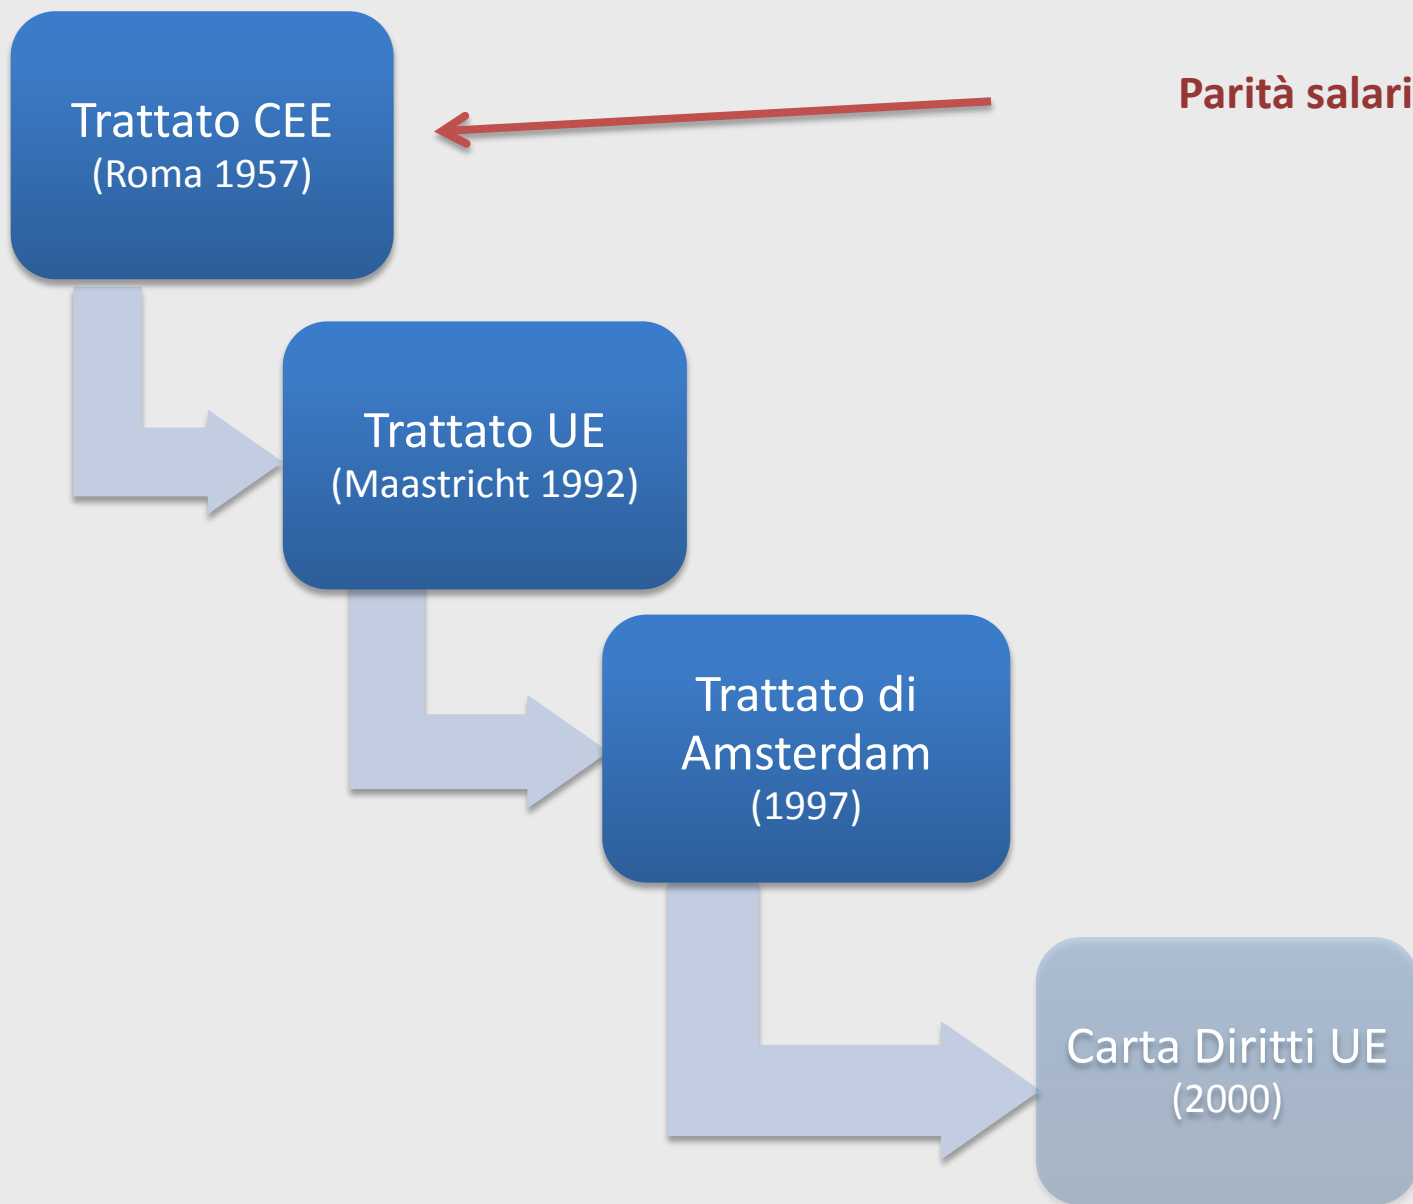 Trattato CEE
(Roma 1957)
Parità salari
Trattato UE
(Maastricht 1992)
Trattato di
Amsterdam
(1997)
Carta Diritti UE
(2000)